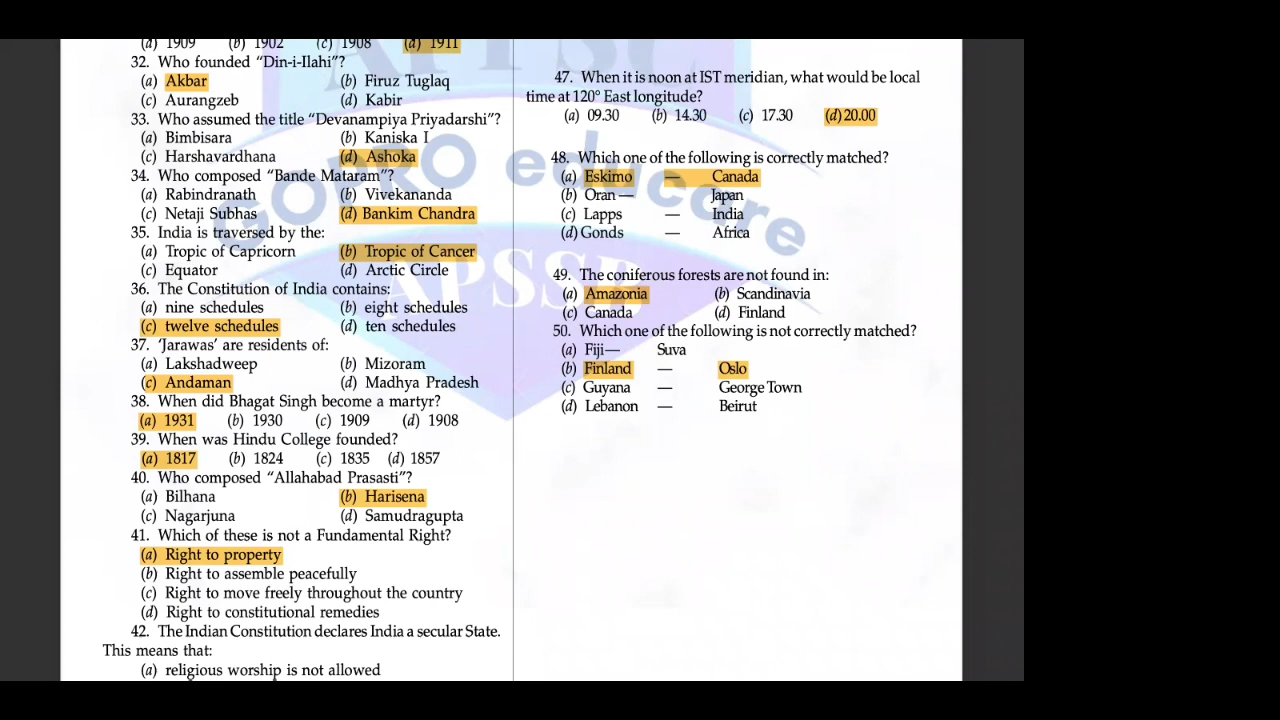 (a) 1909 (b) 1902 (c) 1908 (d) 1911
32. Who founded “Din-i-Ilahi”?
(a) Akbar (b) Firuz Tuglaq
(c) Aurangzeb (d) Kabir
33. Who assumed the title “Devanampiya Priyadarshi”?
(a) Bimbisara (b) Kaniska I
(c) Harshavardhana (d) Ashoka
34. Who composed “Bande Mataram”?
(a) Rabindranath (b) Vivekananda
(c) Netaji Subhas (d) Bankim Chandra
35. India is traversed by the:
(a) Tropic of Capricorn (b) Tropic of Cancer
(c) Equator (d) Arctic Circle
36. The Constitution of India contains:
(a) nine schedules (b) eight schedules
(c) twelve schedules (d) ten schedules
37. ‘Jarawas’ are residents of:
(a) Lakshadweep (b) Mizoram
(c) Andaman (d) Madhya Pradesh
38. When did Bhagat Singh become a martyr?
(a) 1931 (b) 1930 (c) 1909 (d) 1908
39. When was Hindu College founded?
(a) 1817 (b) 1824 (c) 1835 (d) 1857
40. Who composed “Allahabad Prasasti”?
(a) Bilhana (b) Harisena
(c) Nagarjuna (d) Samudragupta
41. Which of these is not a Fundamental Right?
(a) Right to property
(b) Right to assemble peacefully
(c) Right to move freely throughout the country
(d) Right to constitutional remedies
42. The Indian Constitution declares India a secular State.
This means that:
(a) religious worship is not allowed
47. When it is noon at IST meridian, what would be local
time at 120° East longitude?
(a) 09.30 (b) 14.30 (c) 17.30 (d) 20.00
48. Which one of the following is correctly matched?
(a) Eskimo — Canada
(b) Oran — Japan
(c) Lapps — India
(d) Gonds — Africa
49. The coniferous forests are not found in:
(a) Amazonia (b) Scandinavia
(c) Canada (d) Finland
50. Which one of the following is not correctly matched?
(a) Fiji— Suva
(b) Finland — Oslo
(c) Guyana — George Town
(d) Lebanon — Beirut
APPSC
GOPRO educare
APSSB